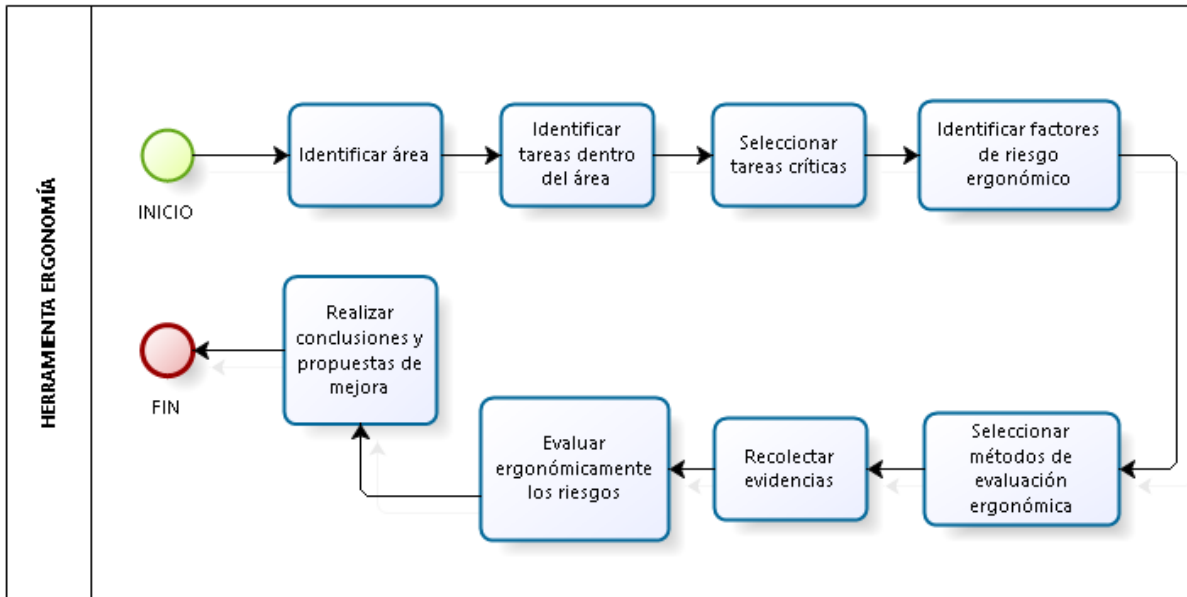 HERRAMIENTA ERGONOMÍA
INICIO
Identificar área
Identificar
tareas dentro
del área
Seleccionar
tareas críticas
Identificar factores
de riesgo
ergonómico
Seleccionar
métodos de
evaluación
ergonómica
Recolectar
evidencias
Evaluar
ergonómicamente
los riesgos
Realizar
conclusiones y
propuestas de
mejora
FIN